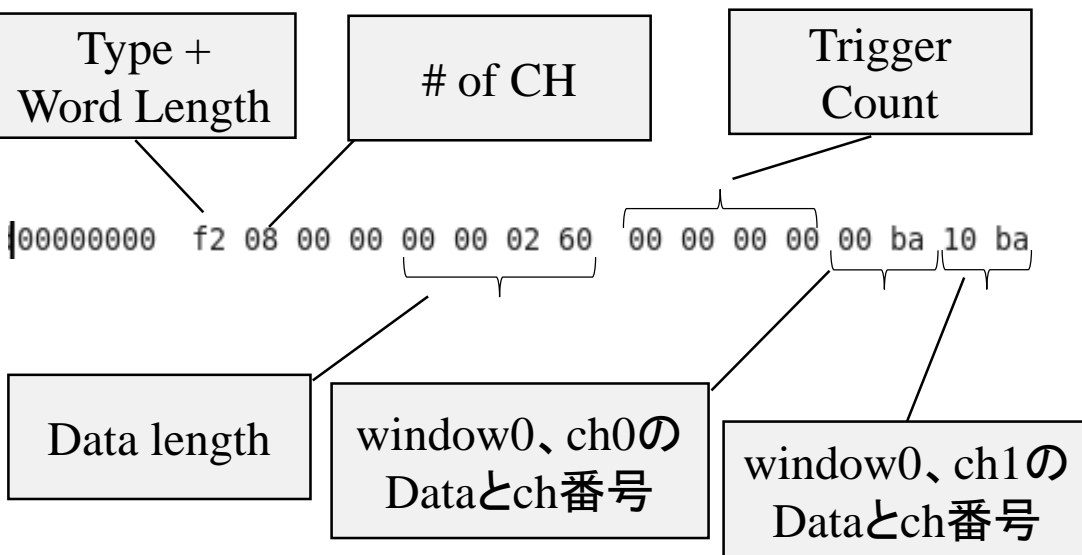 Type +
Word Length
# of CH
Trigger
Count
00000000 f2 08 00 00 00 00 02 60 00 00 00 00 00 ba 10 ba
Data length
window0、ch0の
Dataとch番号
window0、ch1の
Dataとch番号